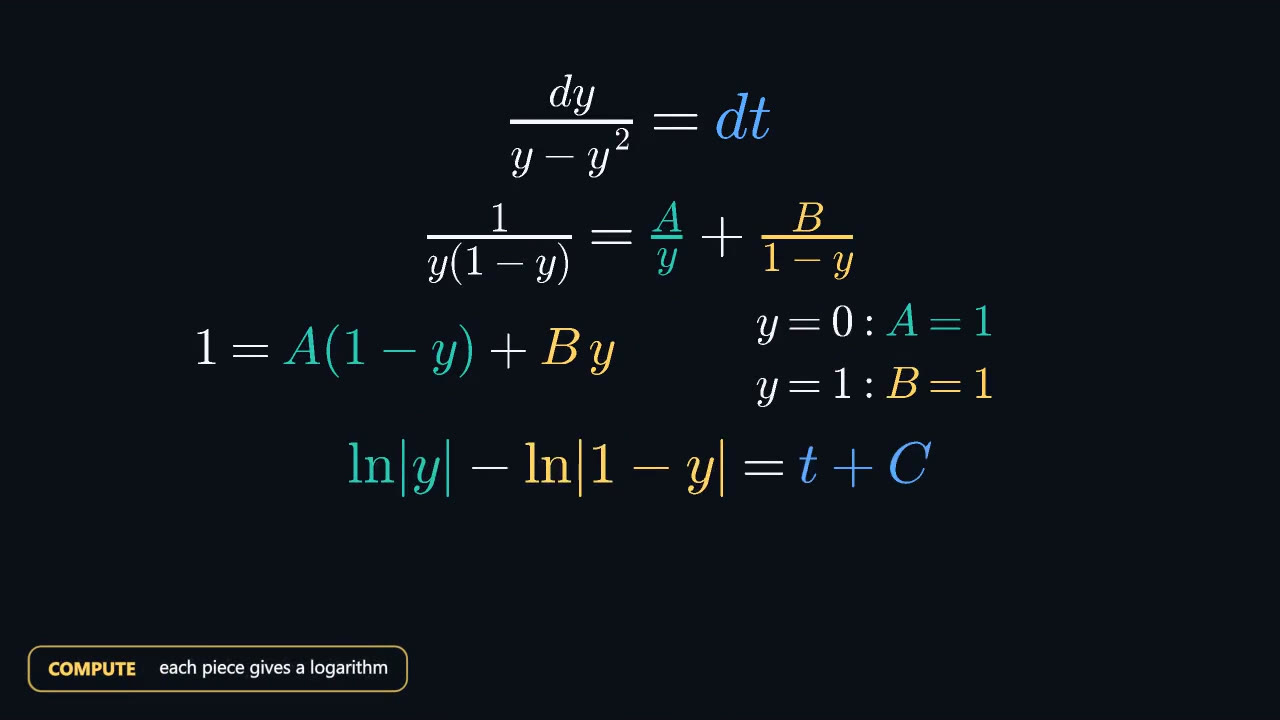 dy/(y − y²) = dt
1/(y(1 − y)) = A/y + B/(1 − y)
1 = A(1 − y) + By
y = 0 : A = 1
y = 1 : B = 1
ln|y| − ln|1 − y| = t + C
COMPUTE each piece gives a logarithm